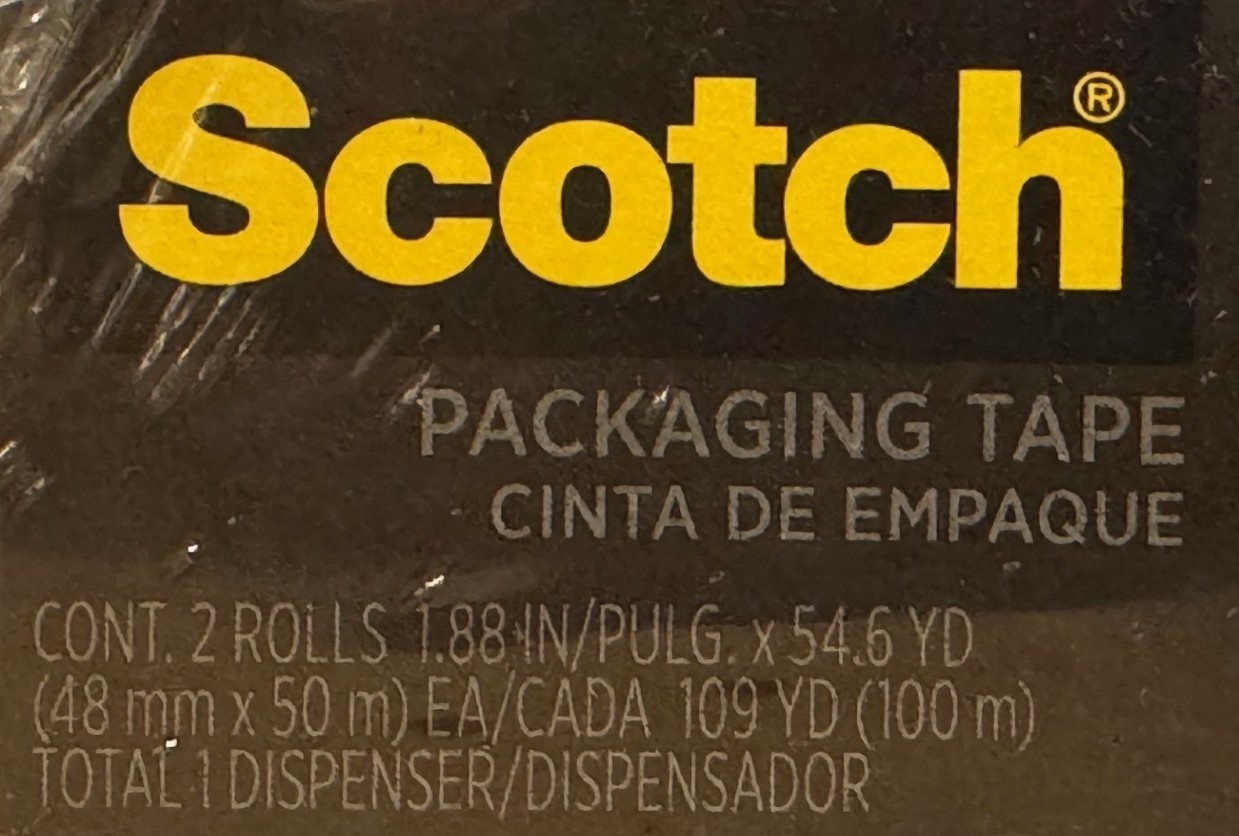 Scotch®
PACKAGING TAPE
CINTA DE EMPAQUE
CONT. 2 ROLLS 1.88 IN/PULG. x 54.6 YD
(48 mm x 50 m) EA/CADA 109 YD (100 m)
TOTAL 1 DISPENSER/DISPENSADOR